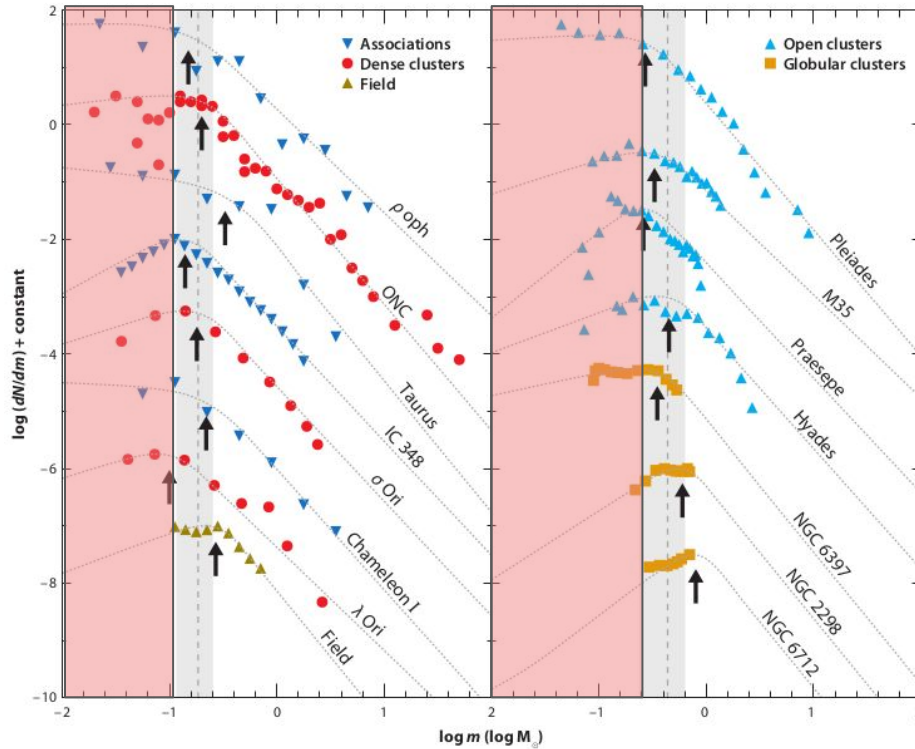 2
0
−2
−4
−6
−8
−10
log (dN/dm) + constant
Associations
Dense clusters
Field
ρ oph
ONC
Taurus
IC 348
σ Ori
Chameleon I
λ Ori
Field
Open clusters
Globular clusters
Pleiades
M35
Praesepe
Hyades
NGC 6397
NGC 2298
NGC 6712
−2 −1 0 1 2 −1 0 1
log m (log M☉)